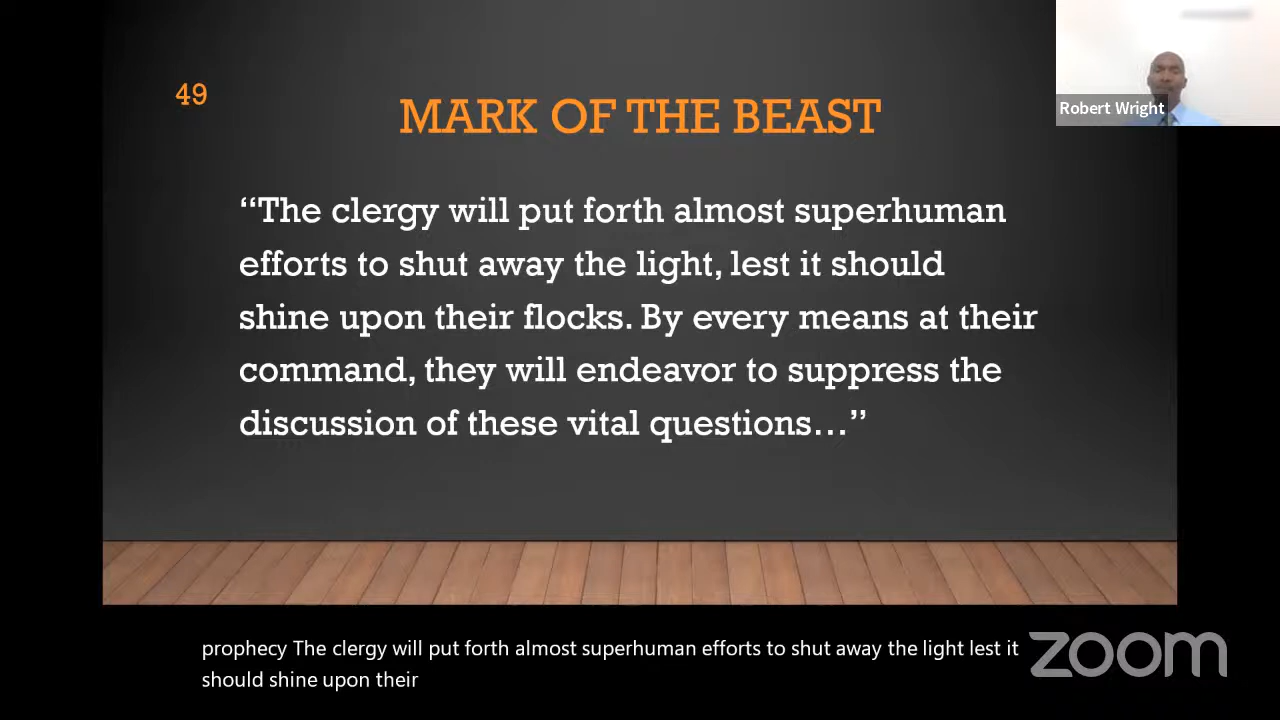 49
MARK OF THE BEAST
“The clergy will put forth almost superhuman
efforts to shut away the light, lest it should
shine upon their flocks. By every means at their
command, they will endeavor to suppress the
discussion of these vital questions...”
Robert Wright
prophecy The clergy will put forth almost superhuman efforts to shut away the light lest it
should shine upon their
zoom